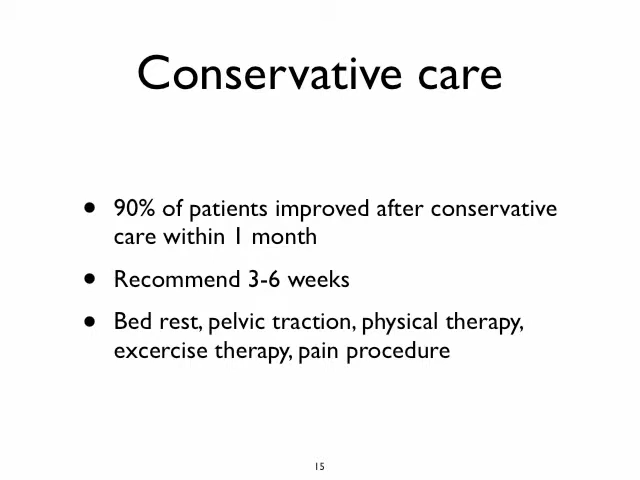 Conservative care
• 90% of patients improved after conservative
care within 1 month
• Recommend 3-6 weeks
• Bed rest, pelvic traction, physical therapy,
excercise therapy, pain procedure
15